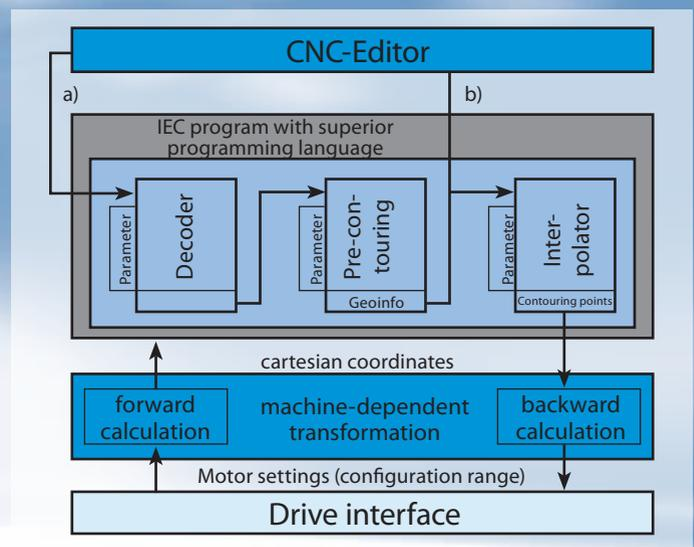 CNC-Editor
a)
b)
IEC program with superior
programming language
Parameter
Decoder
Parameter
Pre-con-
touring
Geoinfo
Parameter
Inter-
polator
Contouring points
cartesian coordinates
forward
calculation
machine-dependent
transformation
backward
calculation
Motor settings (configuration range)
Drive interface